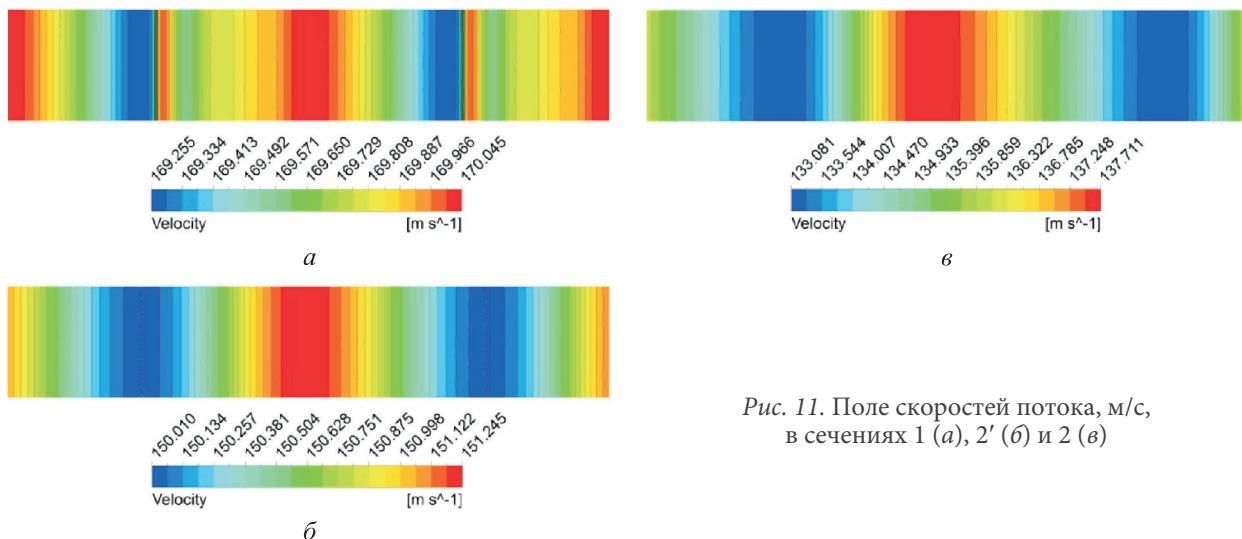 169.255 169.334 169.413 169.492 169.571 169.650 169.729 169.808 169.887 169.966 170.045
Velocity [m s^-1]
а
133.081 133.544 134.007 134.470 134.933 135.396 135.859 136.322 136.785 137.248 137.711
Velocity [m s^-1]
в
150.010 150.134 150.257 150.381 150.504 150.628 150.751 150.875 150.998 151.122 151.245
Velocity [m s^-1]
б
Рис. 11. Поле скоростей потока, м/с,
в сечениях 1 (а), 2′ (б) и 2 (в)